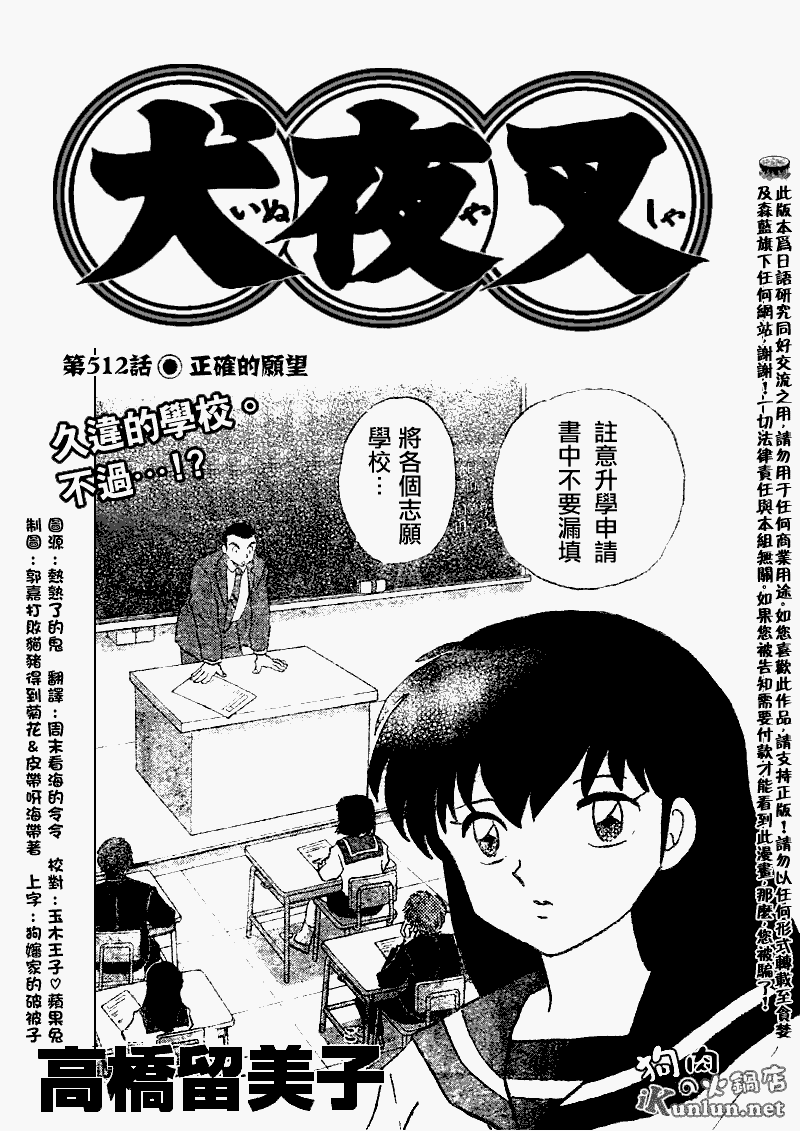 犬夜叉
いぬ や しゃ
第512話 ◉ 正確的願望
久違的學校。
不過…!?
註意升學申請
書中不要漏填
將各個志願
學校…
此版本爲日語研究同好交流之用,請勿用于任何商業用途。如您喜歡此作品,請支持正版!請勿以任何形式轉載至食夢
及森藍旗下任何網站,謝謝!一切法律責任與本組無關。如果您被告知需要付款才能看到此漫畫,那麼,您被騙了!
圖源:熱熱了的鬼 翻譯:周末看海的令令 校對:玉木王子♡蘋果兔
制圖:郭嘉打敗猫豬得到菊花&皮帶呀海帶著 上字:狗嬸家的破被子
高橋留美子
狗肉の火鍋店
iKunlun.net